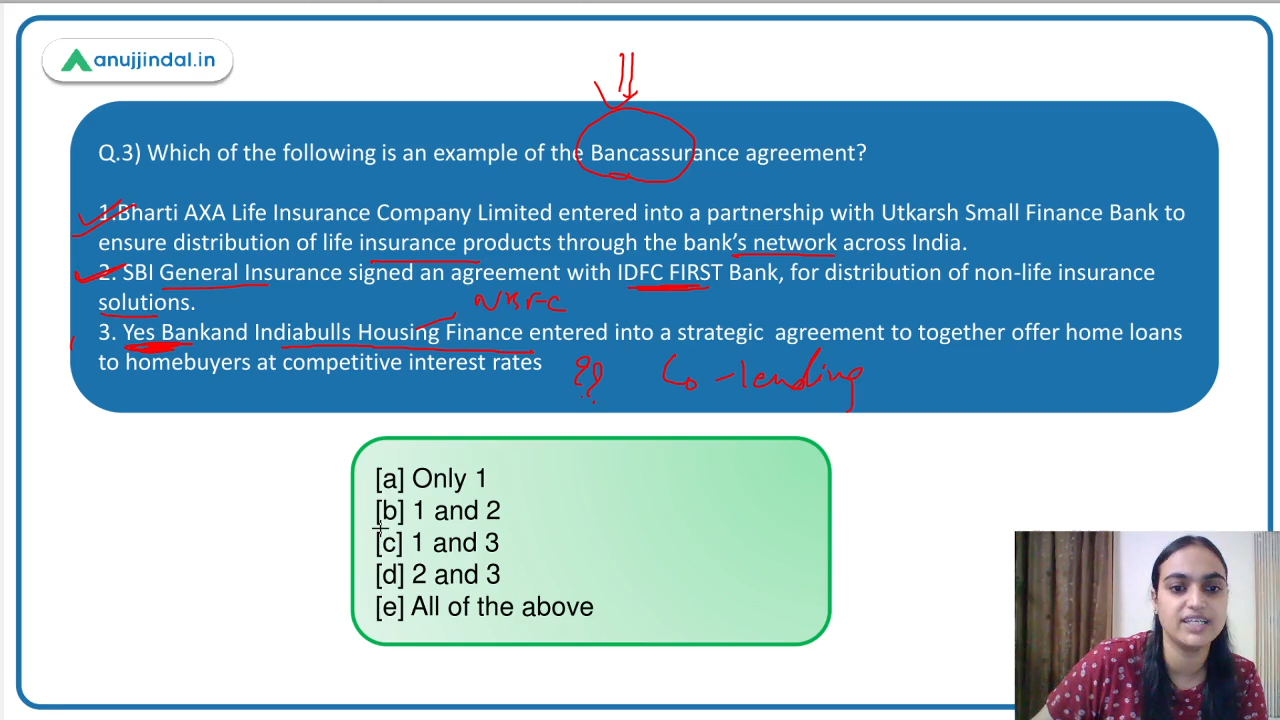 anujjindal.in
Q.3) Which of the following is an example of the Bancassurance agreement?
1.Bharti AXA Life Insurance Company Limited entered into a partnership with Utkarsh Small Finance Bank to
ensure distribution of life insurance products through the bank's network across India.
2. SBI General Insurance signed an agreement with IDFC FIRST Bank, for distribution of non-life insurance
solutions.
3. Yes Bankand Indiabulls Housing Finance entered into a strategic agreement to together offer home loans
to homebuyers at competitive interest rates
??
Co-lending
[a] Only 1
[b] 1 and 2
[c] 1 and 3
[d] 2 and 3
[e] All of the above